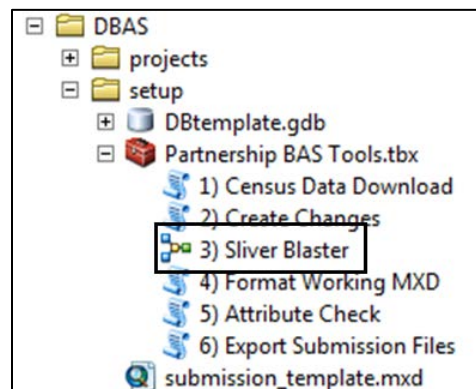 DBAS
projects
setup
DBtemplate.gdb
Partnership BAS Tools.tbx
1) Census Data Download
2) Create Changes
3) Sliver Blaster
4) Format Working MXD
5) Attribute Check
6) Export Submission Files
submission_template.mxd